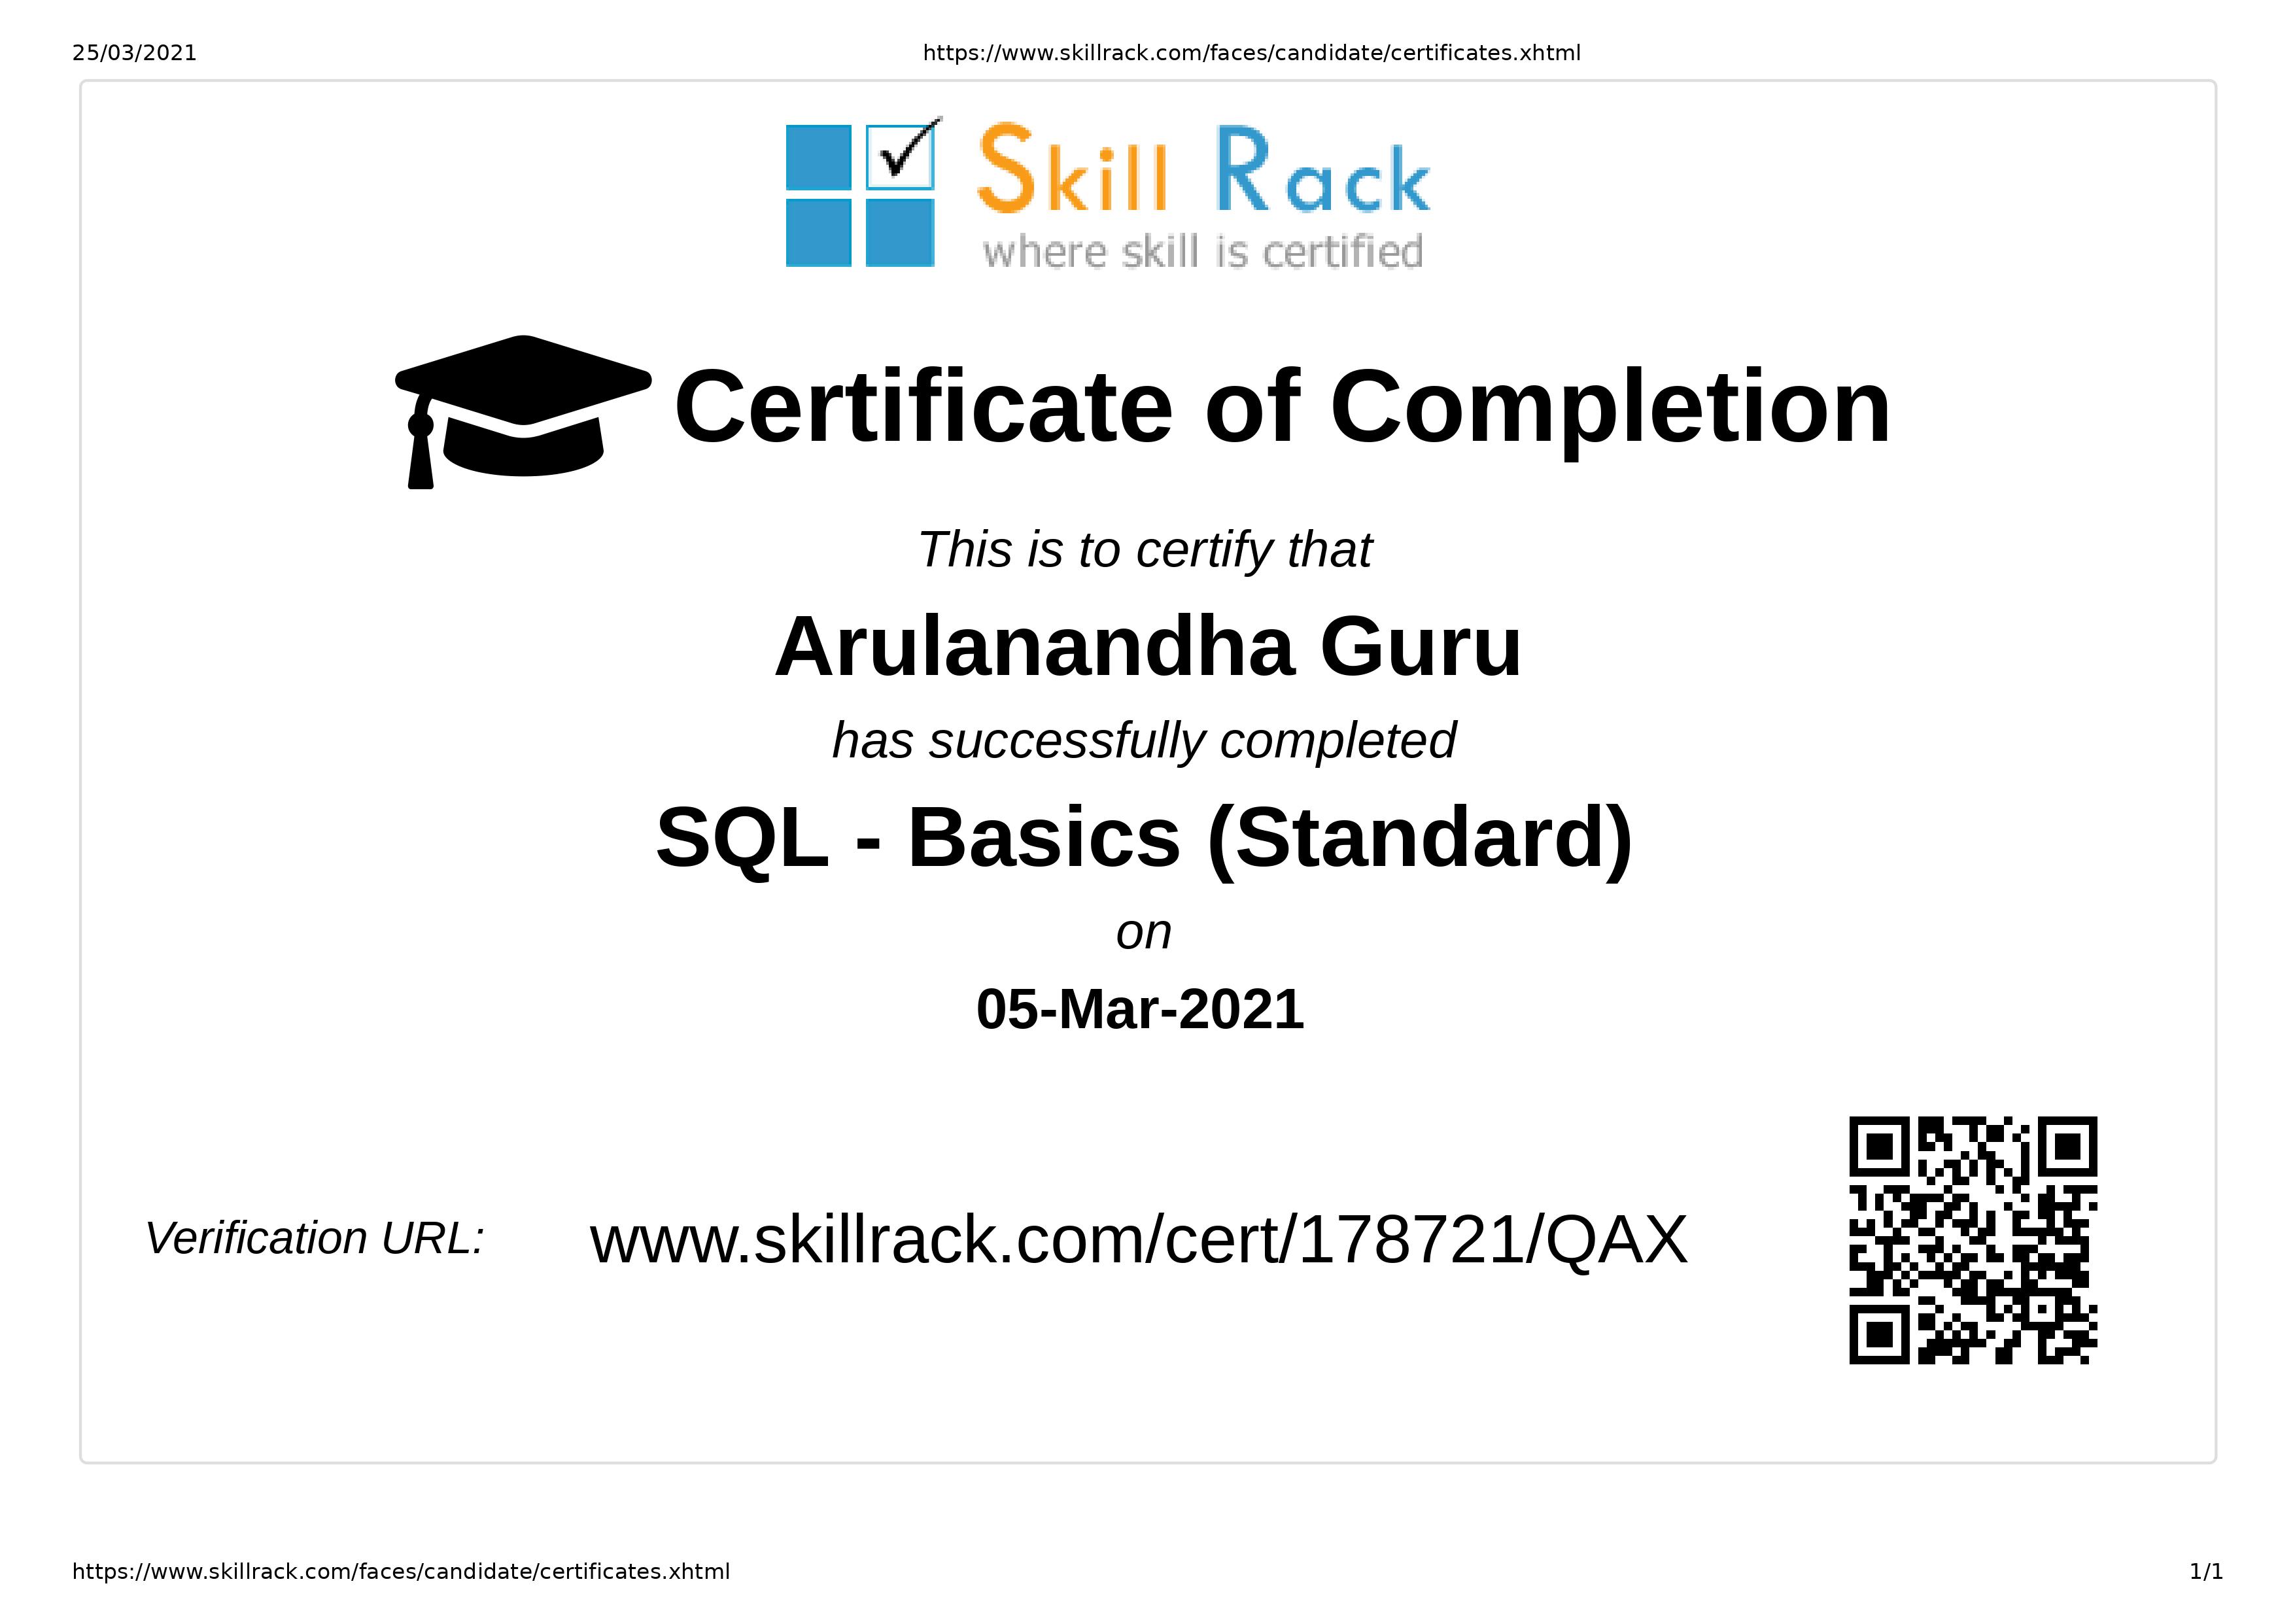 25/03/2021 https://www.skillrack.com/faces/candidate/certificates.xhtml
Skill Rack
where skill is certified
Certificate of Completion
This is to certify that
Arulanandha Guru
has successfully completed
SQL - Basics (Standard)
on
05-Mar-2021
Verification URL: www.skillrack.com/cert/178721/QAX
https://www.skillrack.com/faces/candidate/certificates.xhtml 1/1